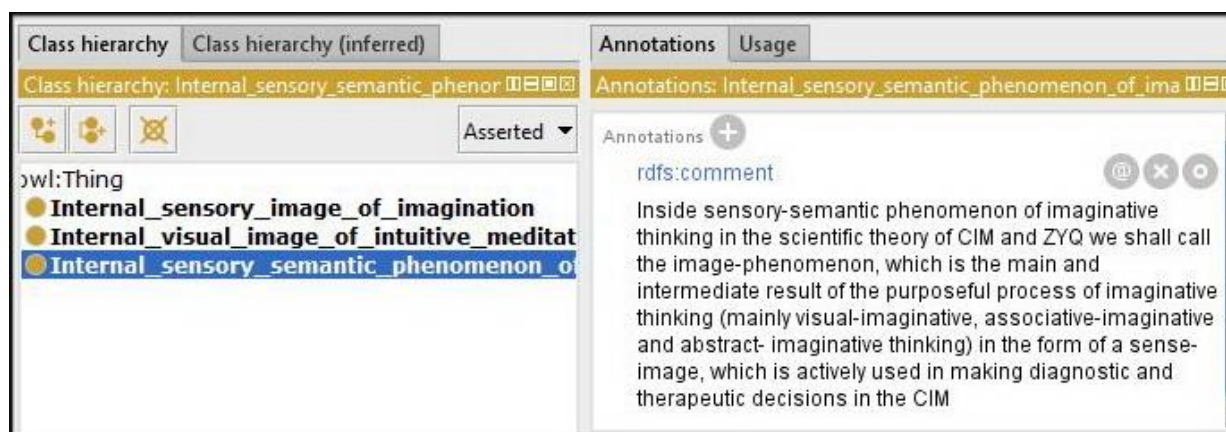 Class hierarchy Class hierarchy (inferred)
Class hierarchy: Internal_sensory_semantic_phenor
Asserted
owl:Thing
Internal_sensory_image_of_imagination
Internal_visual_image_of_intuitive_meditat
Internal_sensory_semantic_phenomenon_of
Annotations Usage
Annotations: Internal_sensory_semantic_phenomenon_of_ima
Annotations
rdfs:comment
Inside sensory-semantic phenomenon of imaginative
thinking in the scientific theory of CIM and ZYQ we shall call
the image-phenomenon, which is the main and
intermediate result of the purposeful process of imaginative
thinking (mainly visual-imaginative, associative-imaginative
and abstract- imaginative thinking) in the form of a sense-
image, which is actively used in making diagnostic and
therapeutic decisions in the CIM